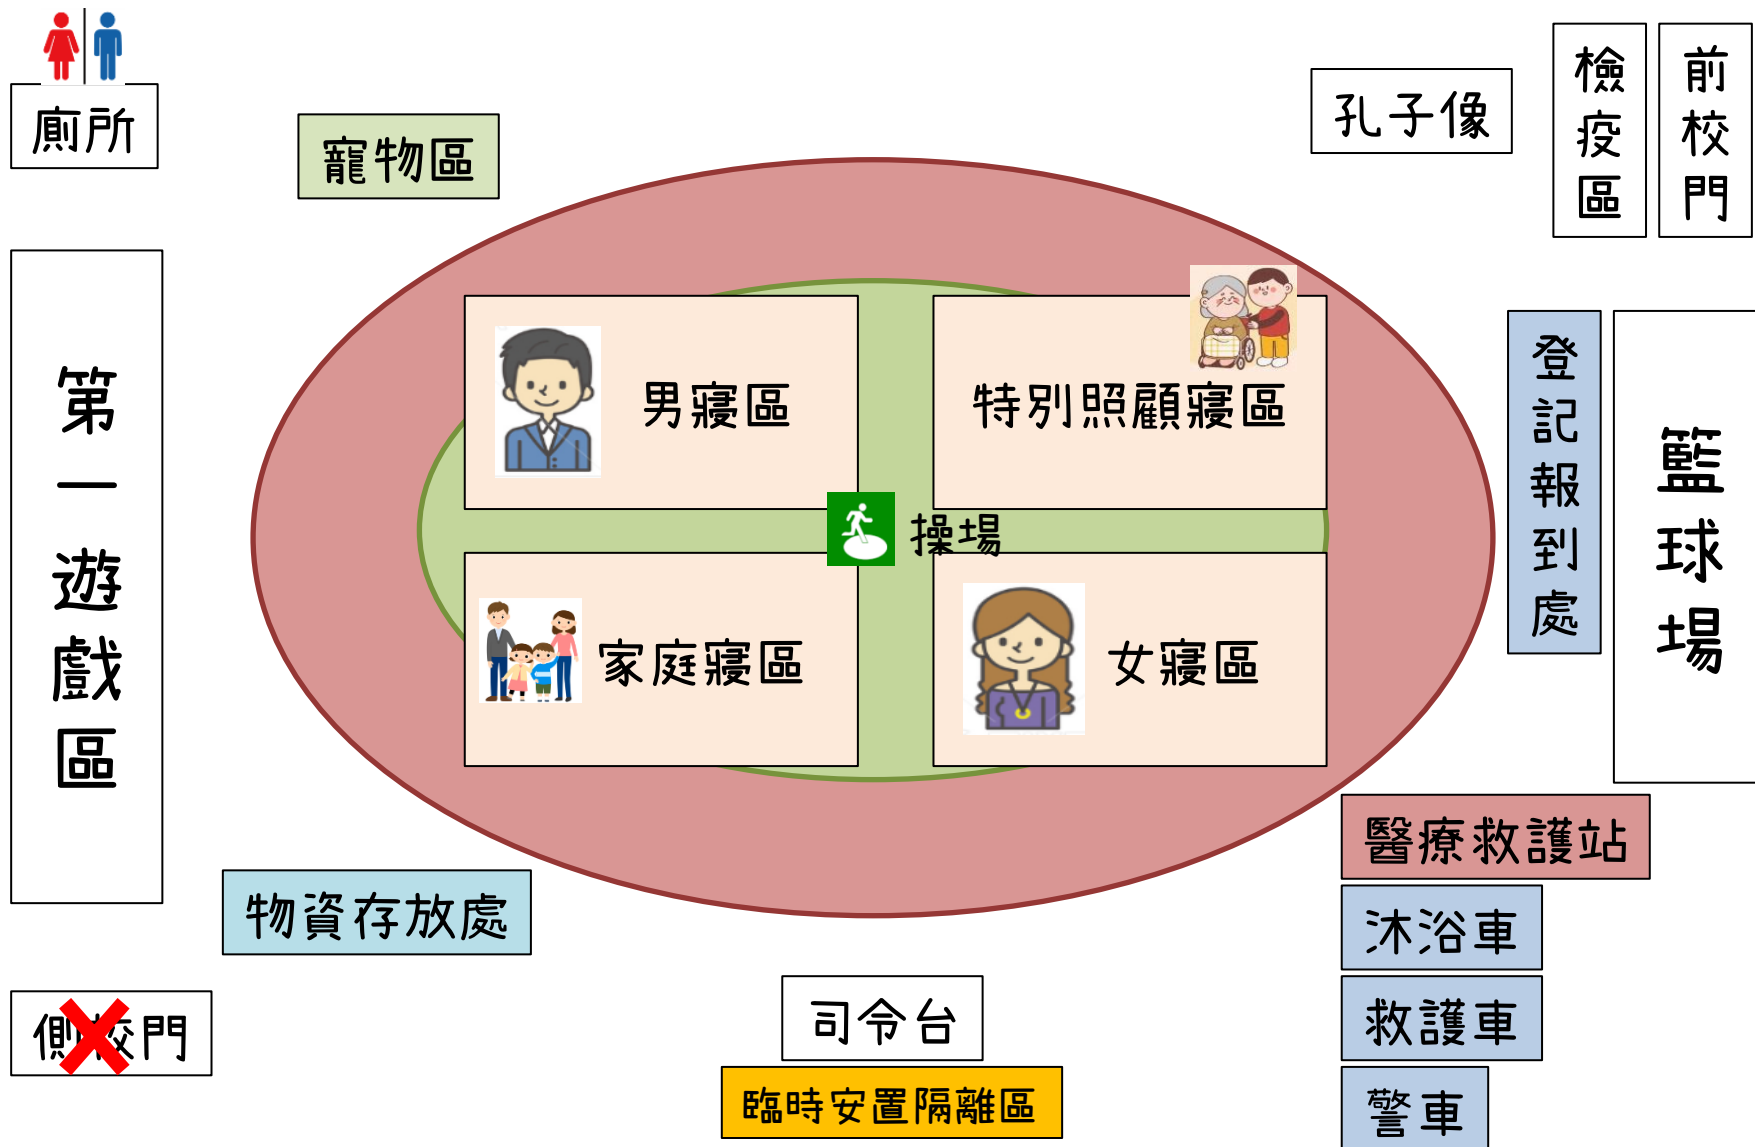 廁所
寵物區
孔子像
檢疫區
前校門
第一遊戲區
男寢區
特別照顧寢區
登記報到處
籃球場
操場
家庭寢區
女寢區
醫療救護站
物資存放處
沐浴車
側校門
司令台
救護車
臨時安置隔離區
警車